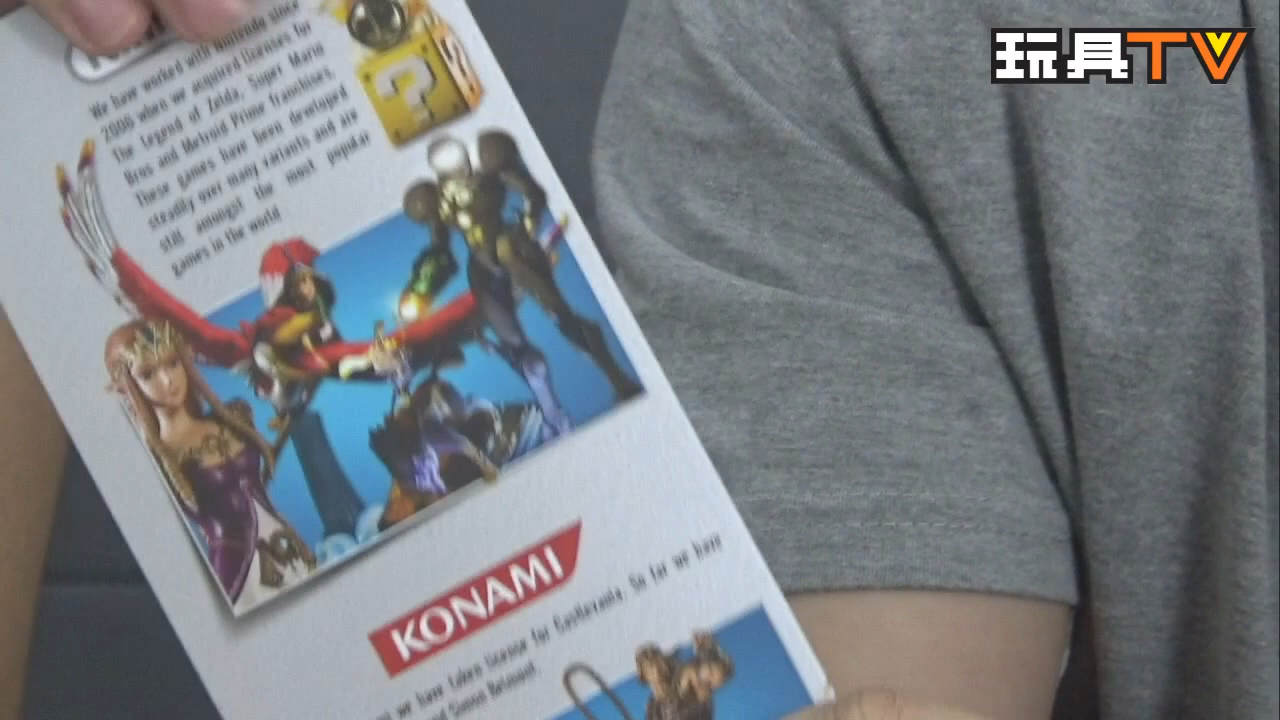 玩具TV
We have worked with Nintendo since
2006 when we acquired licenses for
The Legend of Zelda, Super Mario
Bros and Metroid Prime franchises.
These games have been developed
steadily over many variants and are
still amongst the most popular
games in the world.
KONAMI
we have taken license for Castlevania. So far we have
and Simon Belmont.